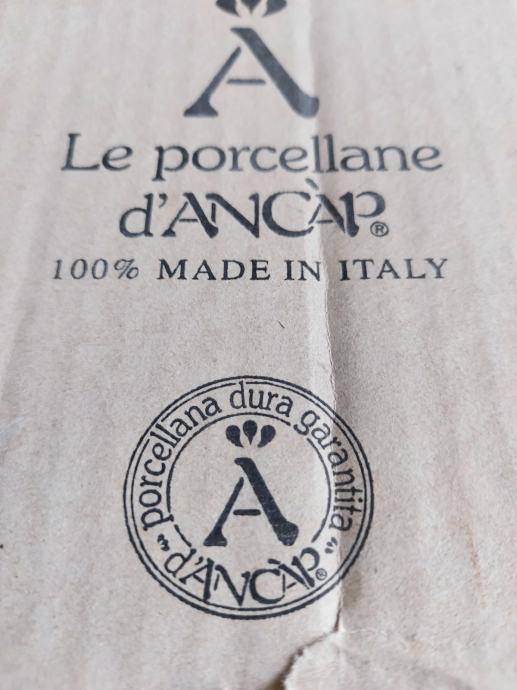 A
Le porcellane
d'ANCÀP®
100% MADE IN ITALY
porcellana dura garantita
A
d'ANCÀP®